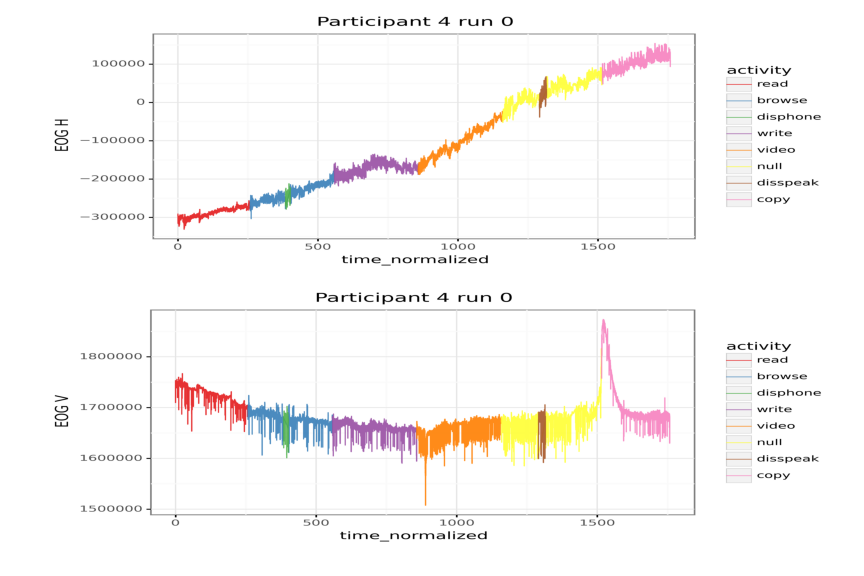 Participant 4 run 0
EOG H
100000
0
−100000
−200000
−300000
0 500 1000 1500
time_normalized
activity
read
browse
disphone
write
video
null
disspeak
copy
Participant 4 run 0
EOG V
1800000
1700000
1600000
1500000
0 500 1000 1500
time_normalized
activity
read
browse
disphone
write
video
null
disspeak
copy